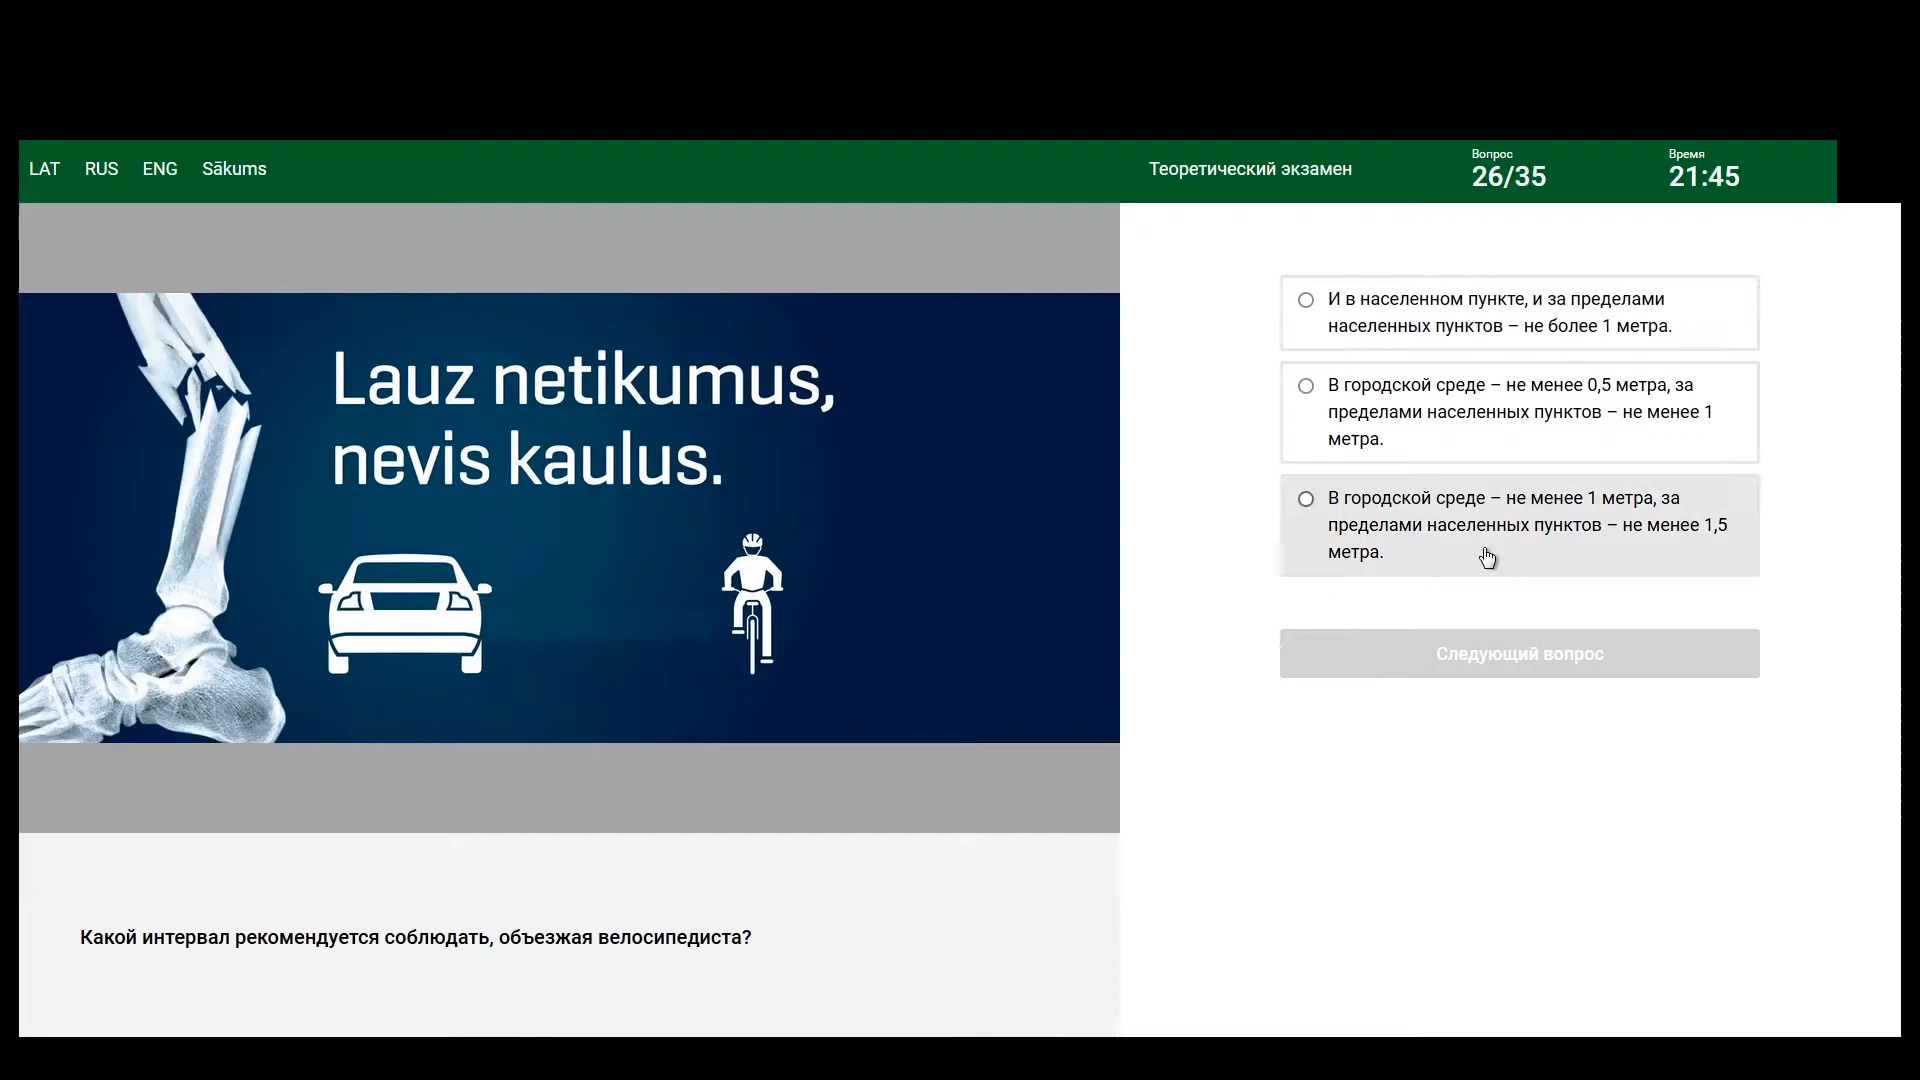 LAT RUS ENG Sākums
Теоретический экзамен
Вопрос
26/35
Время
21:45
Lauz netikumus,
nevis kaulus.
Какой интервал рекомендуется соблюдать, объезжая велосипедиста?
И в населенном пункте, и за пределами
населенных пунктов – не более 1 метра.
В городской среде – не менее 0,5 метра, за
пределами населенных пунктов – не менее 1
метра.
В городской среде – не менее 1 метра, за
пределами населенных пунктов – не менее 1,5
метра.
Следующий вопрос